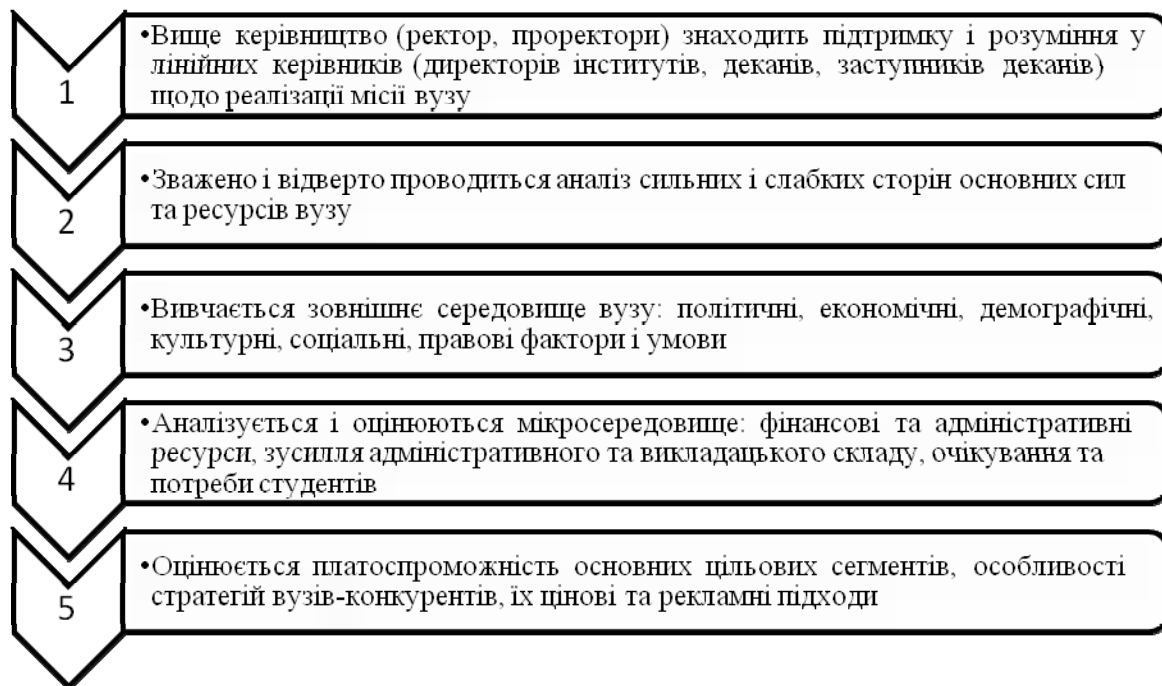 1
•Вище керівництво (ректор, проректори) знаходить підтримку і розуміння у
лінійних керівників (директорів інститутів, деканів, заступників деканів)
щодо реалізації місії вузу
2
•Зважено і відверто проводиться аналіз сильних і слабких сторін основних сил
та ресурсів вузу
3
•Вивчається зовнішнє середовище вузу: політичні, економічні, демографічні,
культурні, соціальні, правові фактори і умови
4
•Аналізується і оцінюються мікросередовище: фінансові та адміністративні
ресурси, зусилля адміністративного та викладацького складу, очікування та
потреби студентів
5
•Оцінюється платоспроможність основних цільових сегментів, особливості
стратегій вузів-конкурентів, їх цінові та рекламні підходи